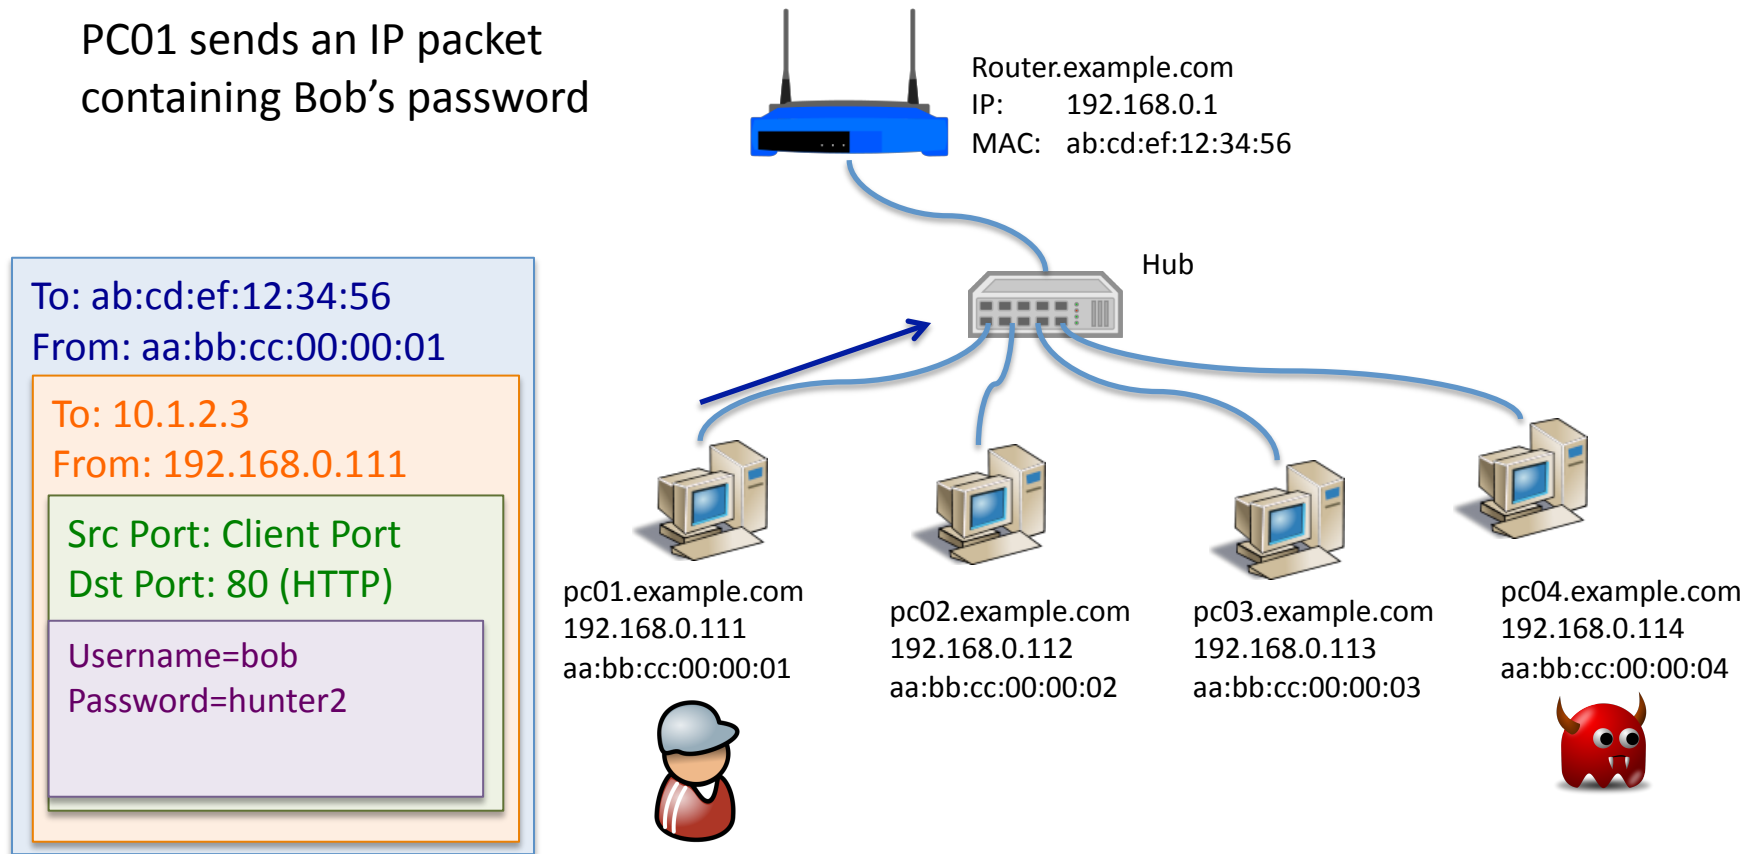 PC01 sends an IP packet
containing Bob’s password
Router.example.com
IP: 192.168.0.1
MAC: ab:cd:ef:12:34:56
Hub
To: ab:cd:ef:12:34:56
From: aa:bb:cc:00:00:01
To: 10.1.2.3
From: 192.168.0.111
Src Port: Client Port
Dst Port: 80 (HTTP)
Username=bob
Password=hunter2
pc01.example.com
192.168.0.111
aa:bb:cc:00:00:01
pc02.example.com
192.168.0.112
aa:bb:cc:00:00:02
pc03.example.com
192.168.0.113
aa:bb:cc:00:00:03
pc04.example.com
192.168.0.114
aa:bb:cc:00:00:04